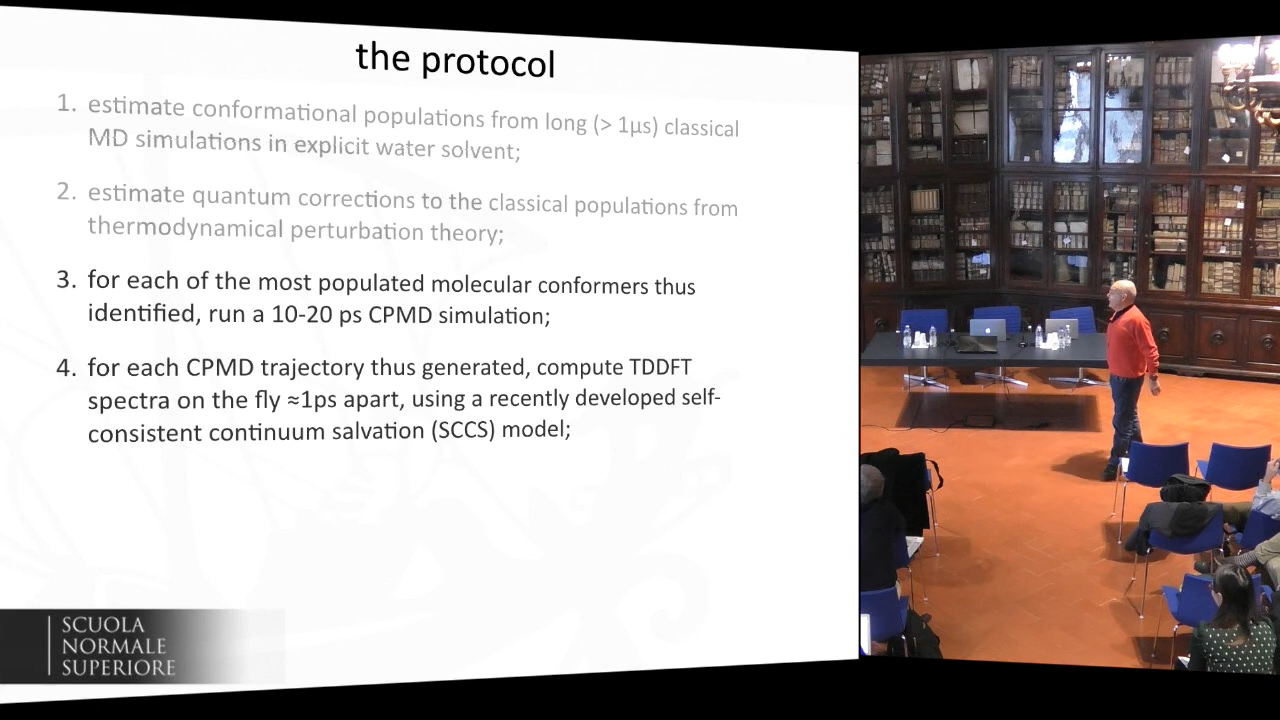 the protocol
1. estimate conformational populations from long (> 1μs) classical
MD simulations in explicit water solvent;
2. estimate quantum corrections to the classical populations from
thermodynamical perturbation theory;
3. for each of the most populated molecular conformers thus
identified, run a 10-20 ps CPMD simulation;
4. for each CPMD trajectory thus generated, compute TDDFT
spectra on the fly ≈1ps apart, using a recently developed self-
consistent continuum salvation (SCCS) model;
SCUOLA
NORMALE
SUPERIORE